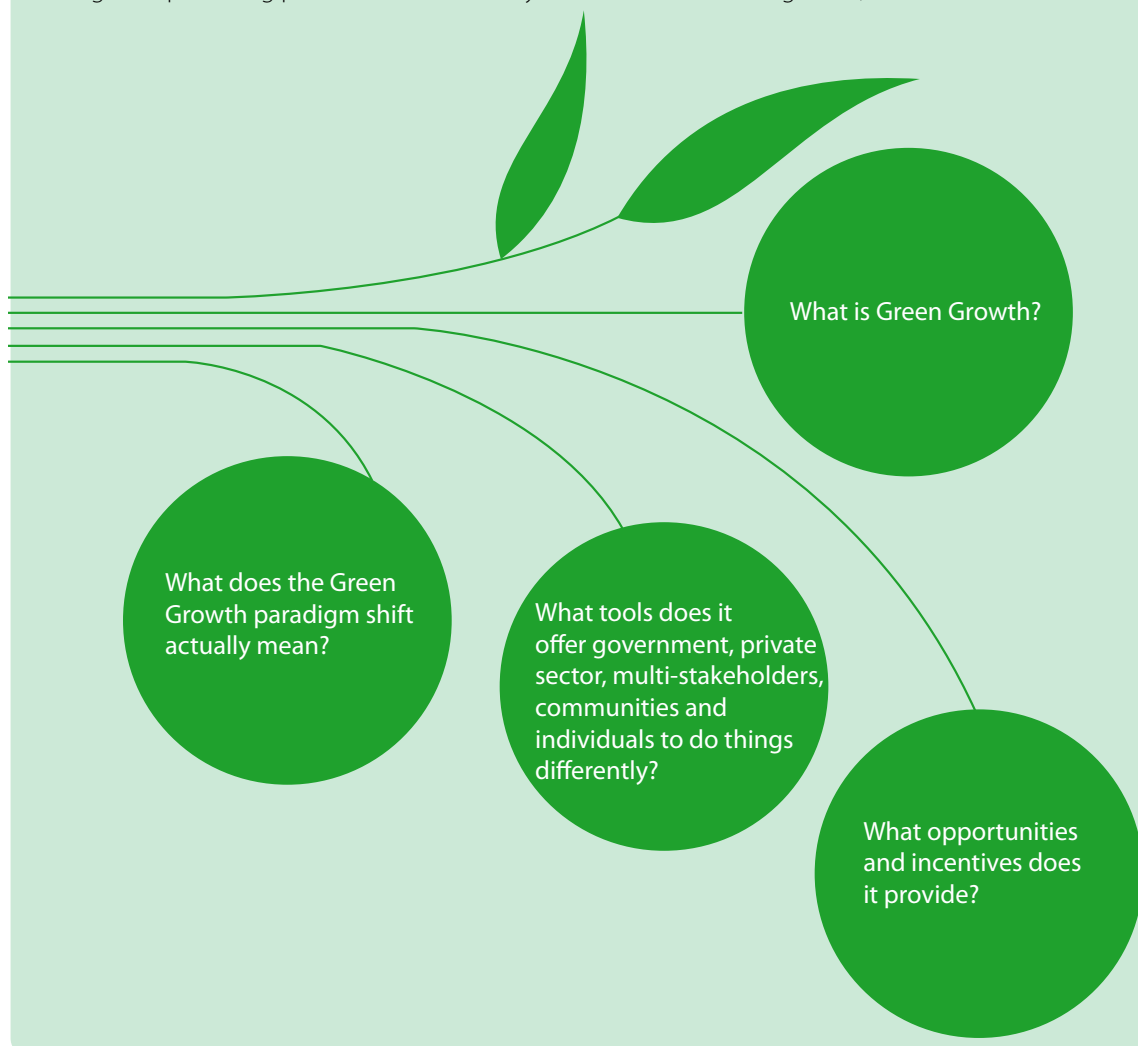 What is Green Growth?
What does the Green
Growth paradigm shift
actually mean?
What tools does it
offer government, private
sector, multi-stakeholders,
communities and
individuals to do things
differently?
What opportunities
and incentives does
it provide?